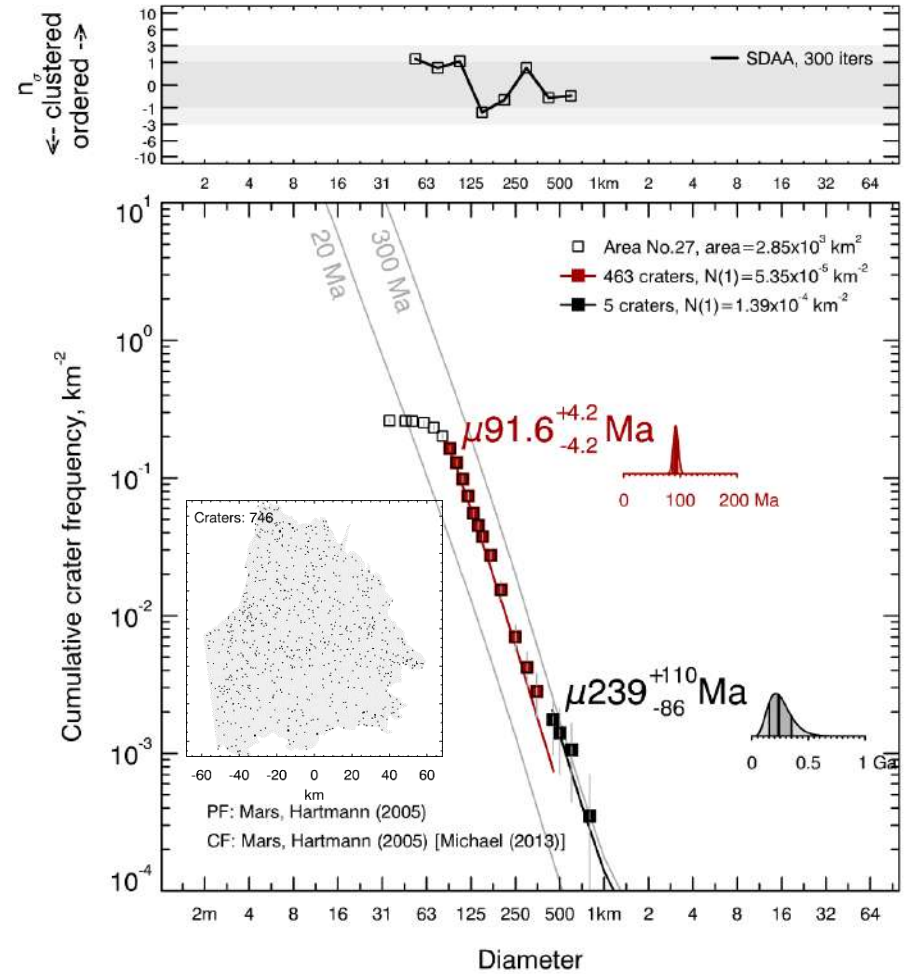 10
6
3
1
0
-1
-3
-6
-10
nσ
<-- clustered
ordered -->
SDAA, 300 iters
2 4 8 16 31 63 125 250 500 1km 2 4 8 16 32 64
10¹
10⁰
10⁻¹
10⁻²
10⁻³
10⁻⁴
Cumulative crater frequency, km⁻²
20 Ma
300 Ma
Area No.27, area=2.85x10³ km²
463 craters, N(1)=5.35x10⁻⁵ km⁻²
5 craters, N(1)=1.39x10⁻⁴ km⁻²
μ91.6 +4.2 -4.2 Ma
0 100 200 Ma
Craters: 746
μ239 +110 -86 Ma
0 0.5 1 Ga
-60 -40 -20 0 20 40 60
km
PF: Mars, Hartmann (2005)
CF: Mars, Hartmann (2005) [Michael (2013)]
2m 4 8 16 31 63 125 250 500 1km 2 4 8 16 32 64
Diameter